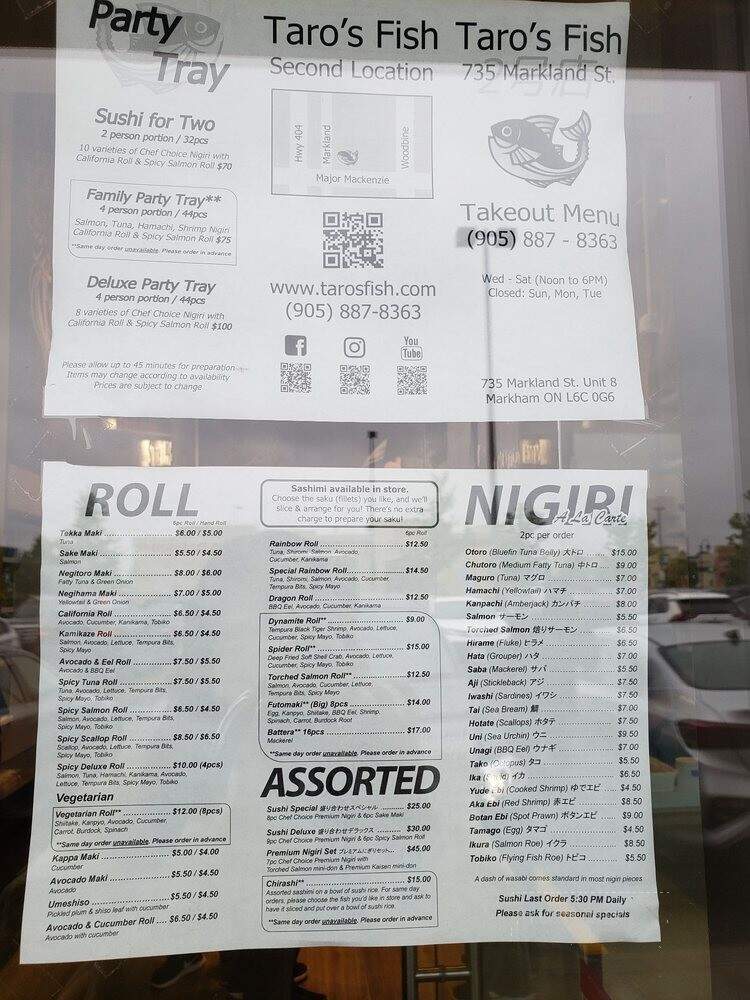 Party
Tray
Sushi for Two
2 person portion / 32pcs
10 varieties of Chef Choice Nigiri with
California Roll & Spicy Salmon Roll $70
Family Party Tray**
4 person portion / 44pcs
Salmon, Tuna, Hamachi, Shrimp Nigiri
California Roll & Spicy Salmon Roll $75
**Same day order unavailable. Please order in advance
Deluxe Party Tray
4 person portion / 44pcs
8 varieties of Chef Choice Nigiri with
California Roll & Spicy Salmon Roll $100
Please allow up to 45 minutes for preparation
Items may change according to availability
Prices are subject to change
Taro's Fish
Second Location
Hwy 404
Markland
Woodbine
Major Mackenzie
www.tarosfish.com
(905) 887-8363
You
Tube
Taro's Fish
2号店
735 Markland St.
Takeout Menu
(905) 887 - 8363
Wed - Sat (Noon to 6PM)
Closed: Sun, Mon, Tue
735 Markland St. Unit 8
Markham ON L6C 0G6
ROLL
6pc Roll / Hand Roll
Tekka Maki $6.00 / $5.00
Tuna
Sake Maki $5.50 / $4.50
Salmon
Negitoro Maki $8.00 / $6.00
Fatty Tuna & Green Onion
Negihama Maki $7.00 / $5.00
Yellowtail & Green Onion
California Roll $6.50 / $4.50
Avocado, Cucumber, Kanikama, Tobiko
Kamikaze Roll $6.50 / $4.50
Salmon, Avocado, Lettuce, Tempura Bits,
Spicy Mayo
Avocado & Eel Roll $7.50 / $5.50
Avocado & BBQ Eel
Spicy Tuna Roll $7.50 / $5.50
Tuna, Avocado, Lettuce, Tempura Bits,
Spicy Mayo, Tobiko
Spicy Salmon Roll $6.50 / $4.50
Salmon, Avocado, Lettuce, Tempura Bits,
Spicy Mayo, Tobiko
Spicy Scallop Roll $8.50 / $6.50
Scallop, Avocado, Lettuce, Tempura Bits,
Spicy Mayo, Tobiko
Spicy Deluxe Roll $10.00 (4pcs)
Salmon, Tuna, Hamachi, Kanikama, Avocado,
Lettuce, Tempura Bits, Spicy Mayo, Tobiko
Vegetarian
Vegetarian Roll** $12.00 (8pcs)
Shiitake, Kanpyo, Avocado, Cucumber,
Carrot, Burdock, Spinach
**Same day order unavailable. Please order in advance
Kappa Maki $5.00 / $4.00
Cucumber
Avocado Maki $5.50 / $4.50
Avocado
Umeshiso $5.50 / $4.50
Pickled plum & shiso leaf with cucumber
Avocado & Cucumber Roll $6.50 / $4.50
Avocado with cucumber
Sashimi available in store.
Choose the saku (fillets) you like, and we'll
slice & arrange for you! There's no extra
charge to prepare your saku!
6pc Roll
Rainbow Roll $12.50
Tuna, Shiromi, Salmon, Avocado,
Cucumber, Kanikama
Special Rainbow Roll $14.50
Tuna, Shiromi, Salmon, Avocado, Cucumber,
Tempura Bits, Spicy Mayo
Dragon Roll $12.50
BBQ Eel, Avocado, Cucumber, Kanikama
Dynamite Roll** $9.00
Tempura Black Tiger Shrimp, Avocado, Lettuce,
Cucumber, Spicy Mayo, Tobiko
Spider Roll** $15.00
Deep Fried Soft Shell Crab, Avocado, Lettuce,
Cucumber, Spicy Mayo, Tobiko
Torched Salmon Roll** $12.50
Salmon, Avocado, Cucumber, Lettuce,
Tempura Bits, Spicy Mayo
Futomaki** (Big) 8pcs $14.00
Egg, Kanpyo, Shiitake, BBQ Eel, Shrimp,
Spinach, Carrot, Burdock Root
Battera** 16pcs $17.00
Mackerel
**Same day order unavailable. Please order in advance
ASSORTED
Sushi Special 盛り合わせスペシャル $25.00
8pc Chef Choice Premium Nigiri & 6pc Sake Maki
Sushi Deluxe 盛り合わせデラックス $30.00
9pc Chef Choice Premium Nigiri & 6pc Spicy Salmon Roll
Premium Nigiri Set プレミアムにぎりセット $45.00
7pc Chef Choice Premium Nigiri with
Torched Salmon mini-don & Premium Kaisen mini-don
Chirashi** $15.00
Assorted sashimi on a bowl of sushi rice. For same day
orders, please choose the fish you'd like in store and ask to
have it sliced and put over a bowl of sushi rice.
**Same day order unavailable. Please order in advance
NIGIRI
A La Carte
2pc per order
Otoro (Bluefin Tuna Belly) 大トロ $15.00
Chutoro (Medium Fatty Tuna) 中トロ $9.00
Maguro (Tuna) マグロ $7.00
Hamachi (Yellowtail) ハマチ $7.00
Kanpachi (Amberjack) カンパチ $8.00
Salmon サーモン $5.50
Torched Salmon 焙りサーモン $6.50
Hirame (Fluke) ヒラメ $6.50
Hata (Grouper) ハタ $7.00
Saba (Mackerel) サバ $5.50
Aji (Stickleback) アジ $7.50
Iwashi (Sardines) イワシ $7.50
Tai (Sea Bream) 鯛 $7.00
Hotate (Scallops) ホタテ $7.50
Uni (Sea Urchin) ウニ $9.50
Unagi (BBQ Eel) ウナギ $7.00
Tako (Octopus) タコ $5.50
Ika (Squid) イカ $6.50
Yude Ebi (Cooked Shrimp) ゆでエビ $4.50
Aka Ebi (Red Shrimp) 赤エビ $8.50
Botan Ebi (Spot Prawn) ボタンエビ $9.00
Tamago (Egg) タマゴ $4.50
Ikura (Salmon Roe) イクラ $8.50
Tobiko (Flying Fish Roe) トビコ $5.50
A dash of wasabi comes standard in most nigiri pieces
Sushi Last Order 5:30 PM Daily
Please ask for seasonal specials